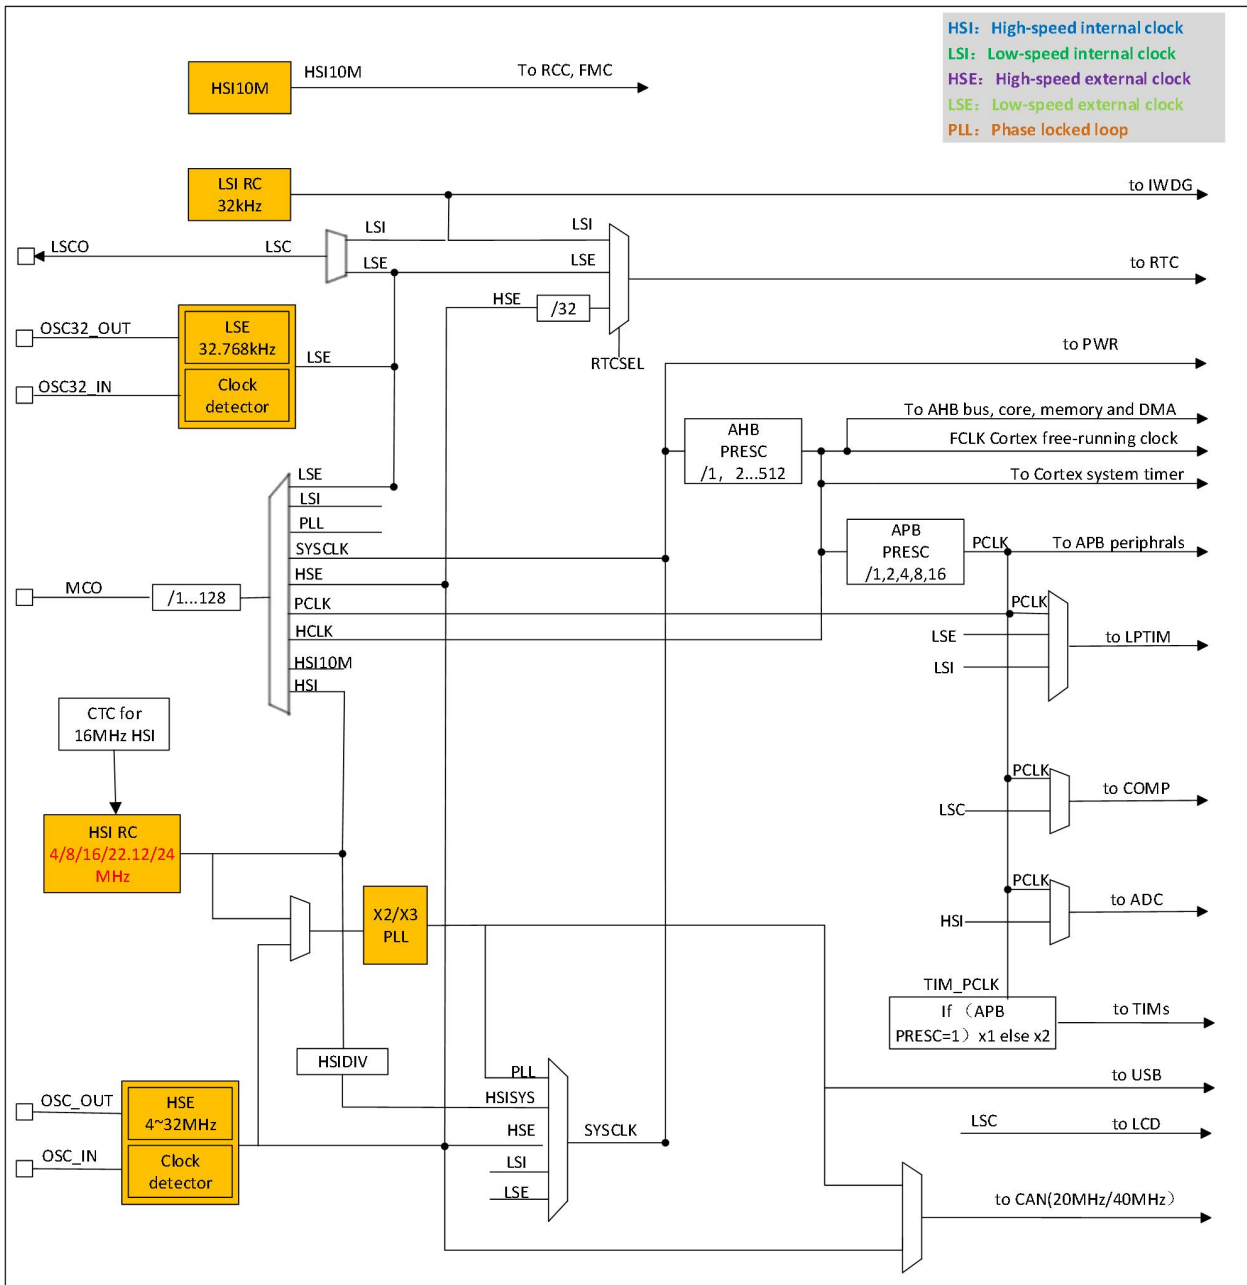 HSI： High-speed internal clock
LSI：Low-speed internal clock
HSE： High-speed external clock
LSE： Low-speed external clock
PLL： Phase locked loop
HSI10M
HSI10M
To RCC, FMC
LSI RC
32kHz
to IWDG
LSCO
LSC
LSI
LSE
LSI
LSE
HSE
/32
RTCSEL
to RTC
OSC32_OUT
OSC32_IN
LSE
32.768kHz
Clock
detector
LSE
to PWR
AHB
PRESC
/1， 2...512
To AHB bus, core, memory and DMA
FCLK Cortex free-running clock
To Cortex system timer
APB
PRESC
/1,2,4,8,16
PCLK
To APB periphrals
LSE
LSI
PLL
SYSCLK
HSE
PCLK
HCLK
HSI10M
HSI
MCO
/1...128
PCLK
LSE
LSI
to LPTIM
CTC for
16MHz HSI
HSI RC
4/8/16/22.12/24
MHz
PCLK
LSC
to COMP
X2/X3
PLL
PCLK
HSI
to ADC
TIM_PCLK
If （APB
PRESC=1）x1 else x2
to TIMs
HSIDIV
PLL
HSISYS
HSE
LSI
LSE
SYSCLK
to USB
OSC_OUT
OSC_IN
HSE
4~32MHz
Clock
detector
LSC
to LCD
to CAN(20MHz/40MHz）